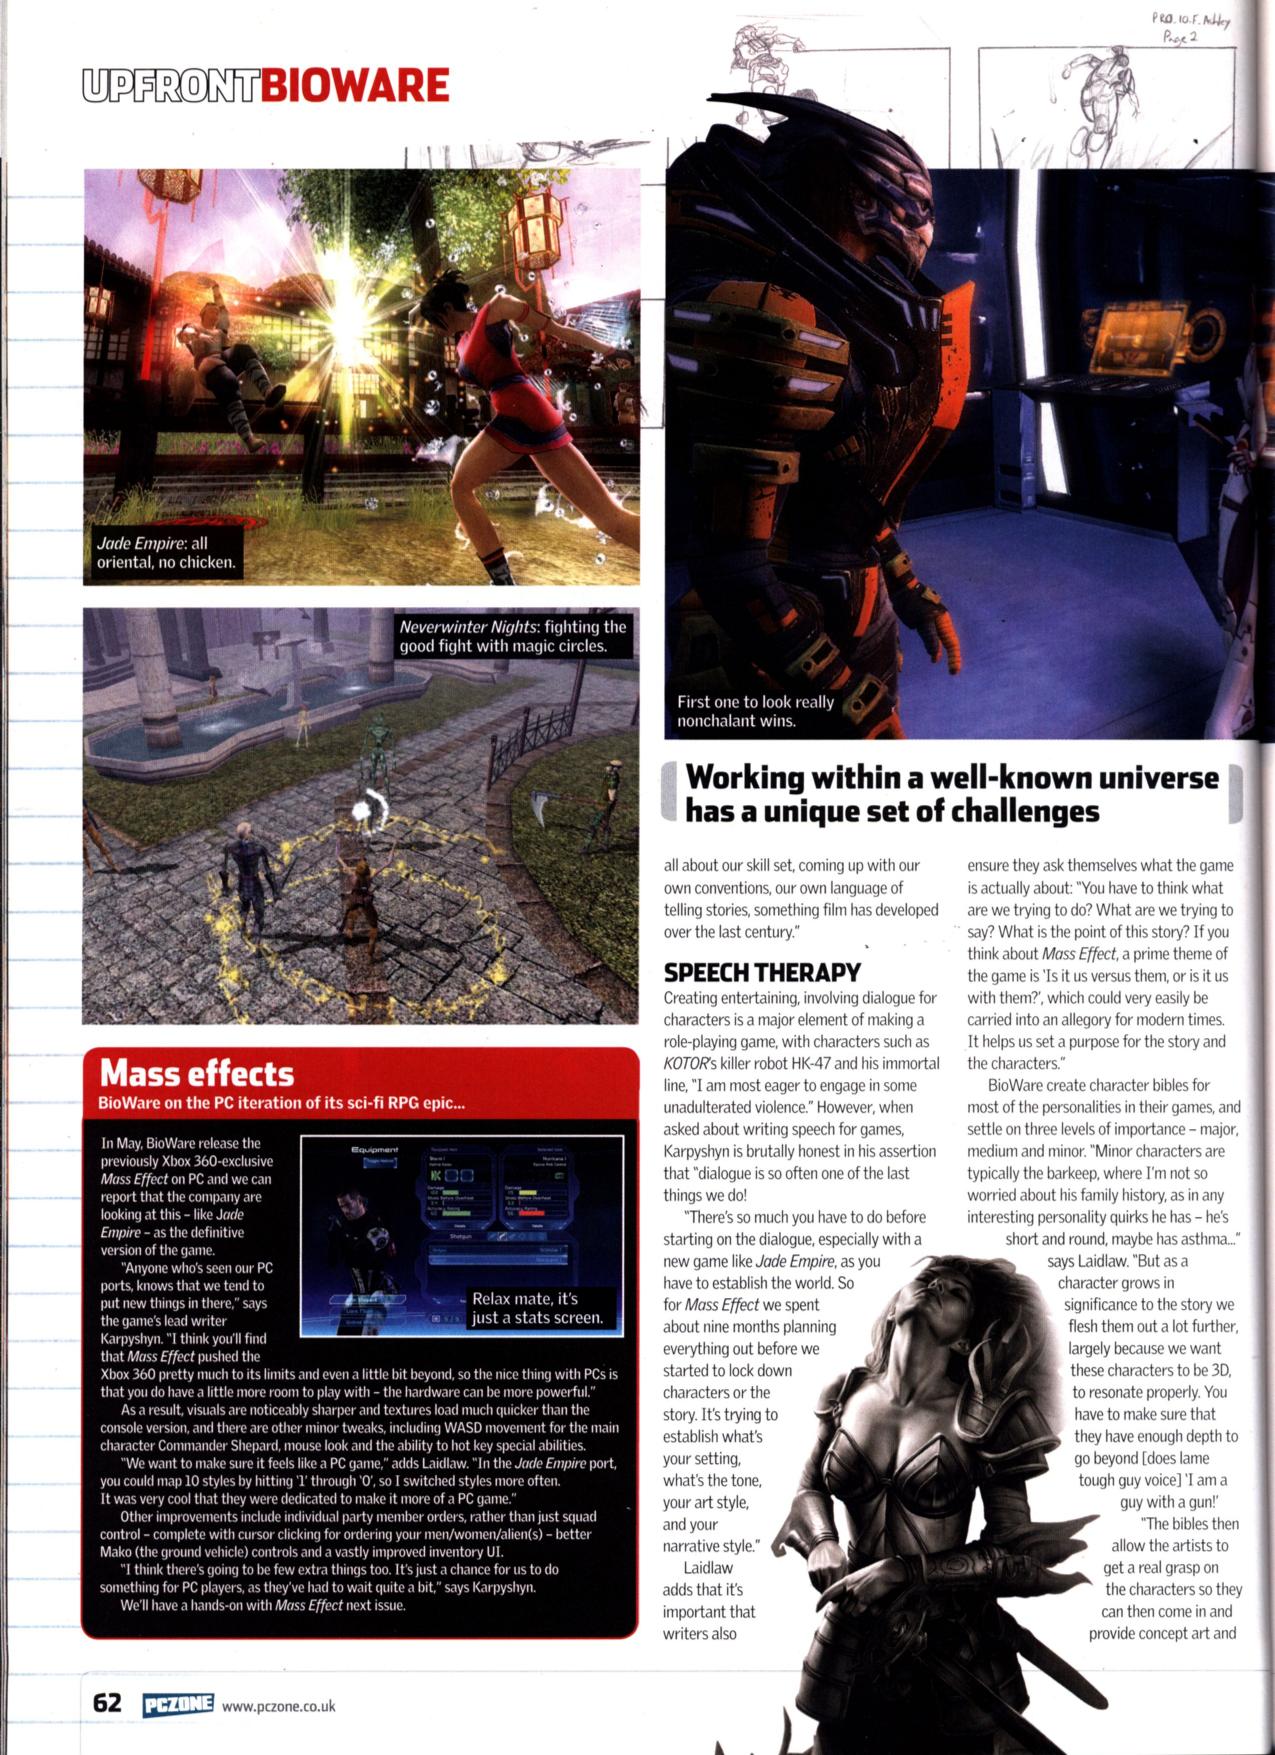 PRO.10.F. Ashley
Page 2
UPFRONTBIOWARE
Jade Empire: all
oriental, no chicken.
Neverwinter Nights: fighting the
good fight with magic circles.
First one to look really
nonchalant wins.
Working within a well-known universe
has a unique set of challenges
Mass effects
BioWare on the PC iteration of its sci-fi RPG epic...
In May, BioWare release the
previously Xbox 360-exclusive
Mass Effect on PC and we can
report that the company are
looking at this – like Jade
Empire – as the definitive
version of the game.
"Anyone who's seen our PC
ports, knows that we tend to
put new things in there," says
the game's lead writer
Karpyshyn. "I think you'll find
that Mass Effect pushed the
Xbox 360 pretty much to its limits and even a little bit beyond, so the nice thing with PCs is
that you do have a little more room to play with – the hardware can be more powerful."
As a result, visuals are noticeably sharper and textures load much quicker than the
console version, and there are other minor tweaks, including WASD movement for the main
character Commander Shepard, mouse look and the ability to hot key special abilities.
"We want to make sure it feels like a PC game," adds Laidlaw. "In the Jade Empire port,
you could map 10 styles by hitting '1' through '0', so I switched styles more often.
It was very cool that they were dedicated to make it more of a PC game."
Other improvements include individual party member orders, rather than just squad
control – complete with cursor clicking for ordering your men/women/alien(s) – better
Mako (the ground vehicle) controls and a vastly improved inventory UI.
"I think there's going to be few extra things too. It's just a chance for us to do
something for PC players, as they've had to wait quite a bit," says Karpyshyn.
We'll have a hands-on with Mass Effect next issue.
Equipment
Shotgun
Relax mate, it's
just a stats screen.
all about our skill set, coming up with our
own conventions, our own language of
telling stories, something film has developed
over the last century."
SPEECH THERAPY
Creating entertaining, involving dialogue for
characters is a major element of making a
role-playing game, with characters such as
KOTOR's killer robot HK-47 and his immortal
line, "I am most eager to engage in some
unadulterated violence." However, when
asked about writing speech for games,
Karpyshyn is brutally honest in his assertion
that "dialogue is so often one of the last
things we do!
"There's so much you have to do before
starting on the dialogue, especially with a
new game like Jade Empire, as you
have to establish the world. So
for Mass Effect we spent
about nine months planning
everything out before we
started to lock down
characters or the
story. It's trying to
establish what's
your setting,
what's the tone,
your art style,
and your
narrative style."
Laidlaw
adds that it's
important that
writers also
ensure they ask themselves what the game
is actually about: "You have to think what
are we trying to do? What are we trying to
say? What is the point of this story? If you
think about Mass Effect, a prime theme of
the game is 'Is it us versus them, or is it us
with them?', which could very easily be
carried into an allegory for modern times.
It helps us set a purpose for the story and
the characters."
BioWare create character bibles for
most of the personalities in their games, and
settle on three levels of importance – major,
medium and minor. "Minor characters are
typically the barkeep, where I'm not so
worried about his family history, as in any
interesting personality quirks he has – he's
short and round, maybe has asthma..."
says Laidlaw. "But as a
character grows in
significance to the story we
flesh them out a lot further,
largely because we want
these characters to be 3D,
to resonate properly. You
have to make sure that
they have enough depth to
go beyond [does lame
tough guy voice] 'I am a
guy with a gun!'
"The bibles then
allow the artists to
get a real grasp on
the characters so they
can then come in and
provide concept art and
62 PCZONE www.pczone.co.uk